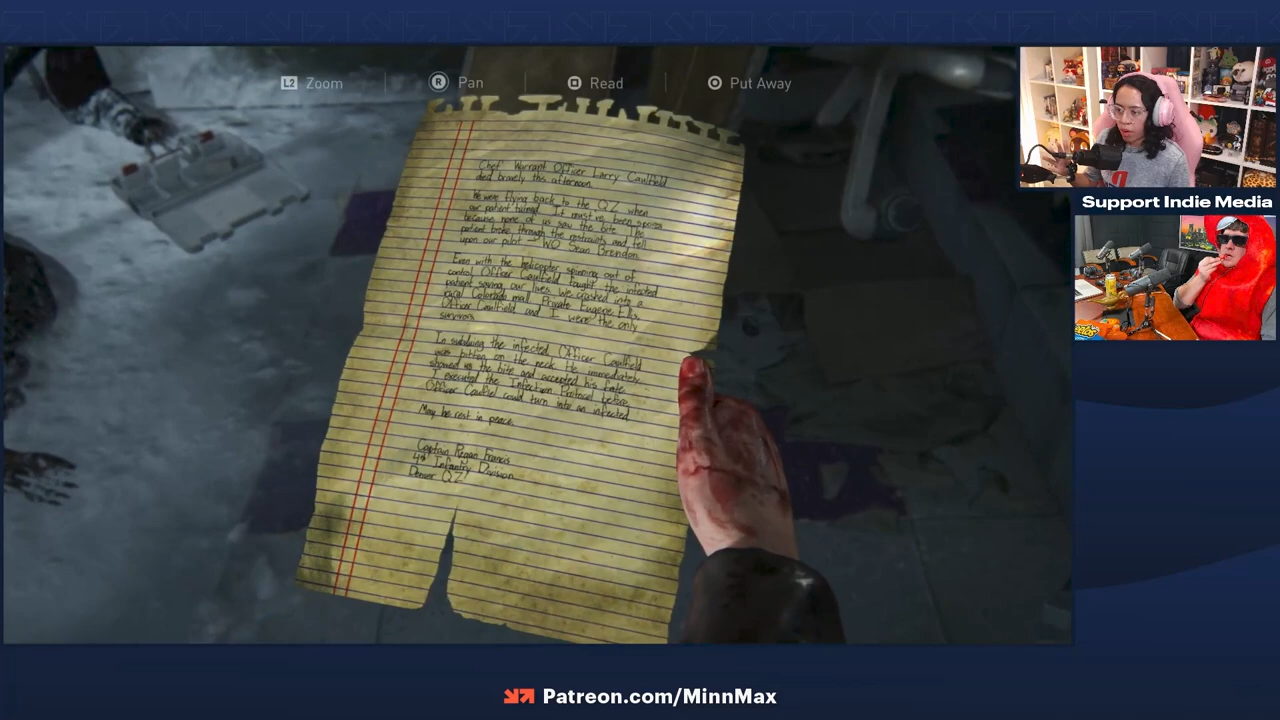 L2 Zoom
R Pan
Read
Put Away
Chief Warrant Officer Larry Caulfield
died bravely this afternoon.
We were flying back to the QZ when
our patient turned. It must've been
because none of us saw the bite. The
patient broke through the restraints and fell
upon our pilot - WO Sean Brendon.
Even with the helicopter spinning out of
control, Officer Caulfield fought the infected
patient, saving our lives. We crashed into a
local Colorado mall. Private Eugene Ellis,
Officer Caulfield and I were the only
survivors.
In subduing the infected, Officer Caulfield
was bitten on the neck. He immediately
showed us the bite and accepted his fate.
I executed the Infection Protocol before
Officer Caulfield could turn into an infected.
May he rest in peace.
Captain Regan Francis
4th Infantry Division
Denver QZ
Support Indie Media
Patreon.com/MinnMax